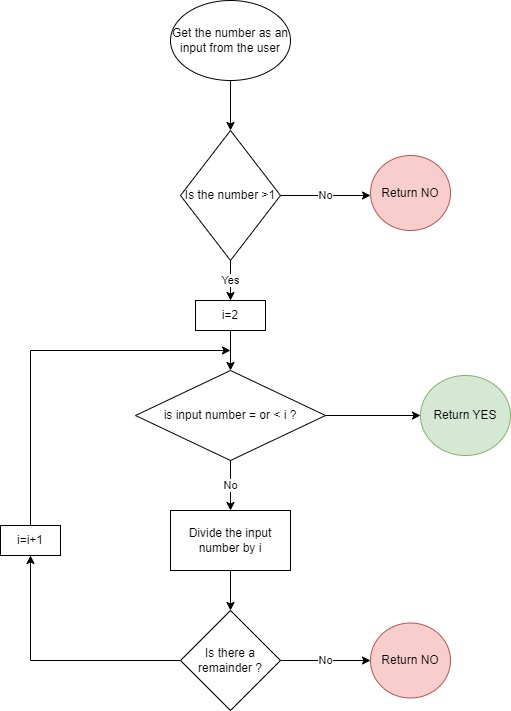 Get the number as an
input from the user
Is the number >1
No
Return NO
Yes
i=2
is input number = or < i ?
Return YES
No
Divide the input
number by i
i=i+1
Is there a
remainder ?
No
Return NO